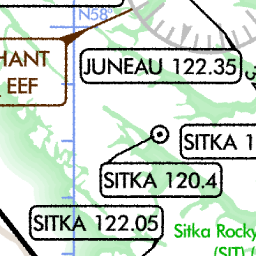 N58°
HANT
EEF
JUNEAU 122.35
SITKA 1
SITKA 120.4
SITKA 122.05
Sitka Rocky
(SIT) (